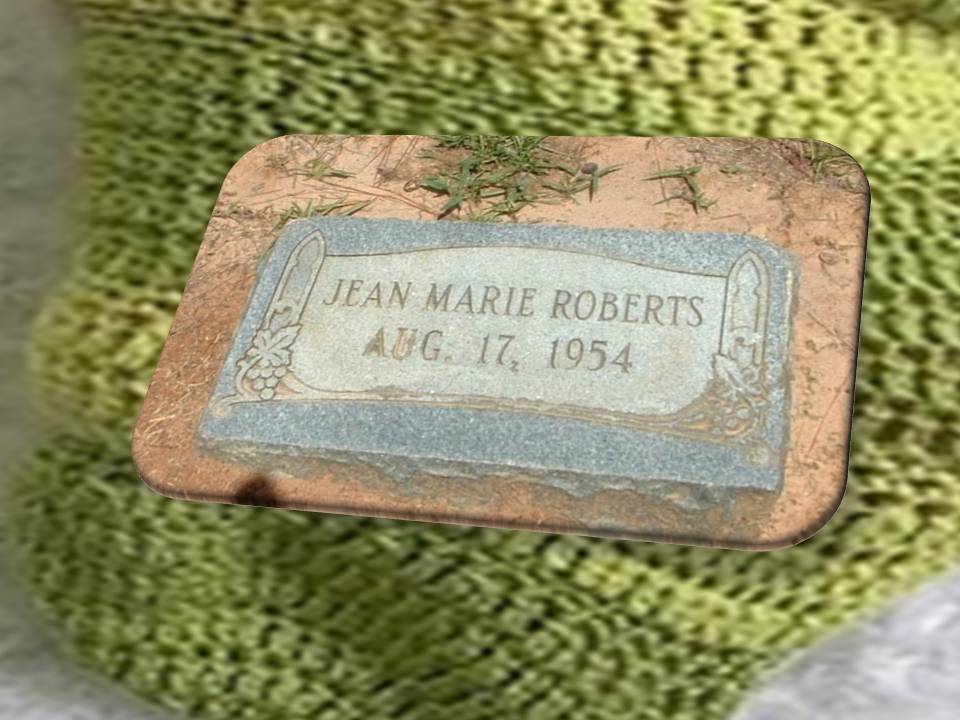 JEAN MARIE ROBERTS
AUG. 17, 1954